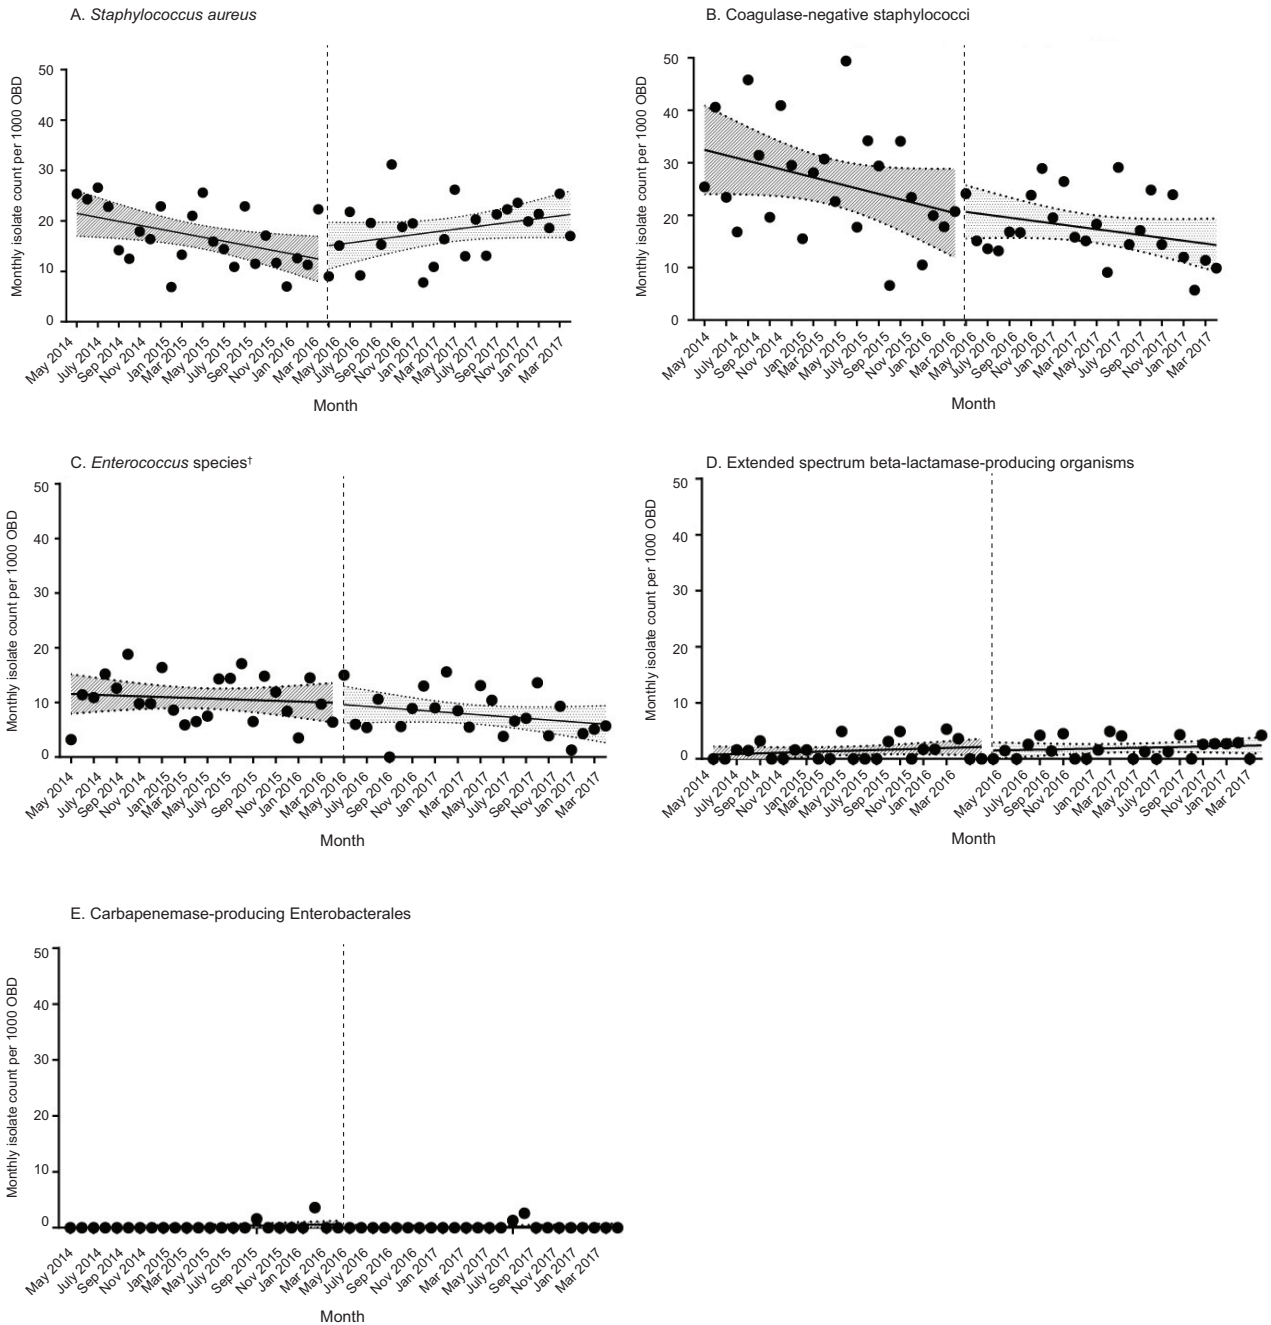 A. Staphylococcus aureus
Monthly isolate count per 1000 OBD
50
40
30
20
10
0
May 2014
July 2014
Sep 2014
Nov 2014
Jan 2015
Mar 2015
May 2015
July 2015
Sep 2015
Nov 2015
Jan 2016
Mar 2016
May 2016
July 2016
Sep 2016
Nov 2016
Jan 2017
Mar 2017
May 2017
July 2017
Sep 2017
Nov 2017
Jan 2017
Mar 2017
Month
B. Coagulase-negative staphylococci
Monthly isolate count per 1000 OBD
50
40
30
20
10
0
May 2014
July 2014
Sep 2014
Nov 2014
Jan 2015
Mar 2015
May 2015
July 2015
Sep 2015
Nov 2015
Jan 2016
Mar 2016
May 2016
July 2016
Sep 2016
Nov 2016
Jan 2017
Mar 2017
May 2017
July 2017
Sep 2017
Nov 2017
Jan 2017
Mar 2017
Month
C. Enterococcus species†
Monthly isolate count per 1000 OBD
50
40
30
20
10
0
May 2014
July 2014
Sep 2014
Nov 2014
Jan 2015
Mar 2015
May 2015
July 2015
Sep 2015
Nov 2015
Jan 2016
Mar 2016
May 2016
July 2016
Sep 2016
Nov 2016
Jan 2017
Mar 2017
May 2017
July 2017
Sep 2017
Nov 2017
Jan 2017
Mar 2017
Month
D. Extended spectrum beta-lactamase-producing organisms
Monthly isolate count per 1000 OBD
50
40
30
20
10
0
May 2014
July 2014
Sep 2014
Nov 2014
Jan 2015
Mar 2015
May 2015
July 2015
Sep 2015
Nov 2015
Jan 2016
Mar 2016
May 2016
July 2016
Sep 2016
Nov 2016
Jan 2017
Mar 2017
May 2017
July 2017
Sep 2017
Nov 2017
Jan 2017
Mar 2017
Month
E. Carbapenemase-producing Enterobacterales
Monthly isolate count per 1000 OBD
50
40
30
20
10
0
May 2014
July 2014
Sep 2014
Nov 2014
Jan 2015
Mar 2015
May 2015
July 2015
Sep 2015
Nov 2015
Jan 2016
Mar 2016
May 2016
July 2016
Sep 2016
Nov 2016
Jan 2017
Mar 2017
May 2017
July 2017
Sep 2017
Nov 2017
Jan 2017
Mar 2017
Month